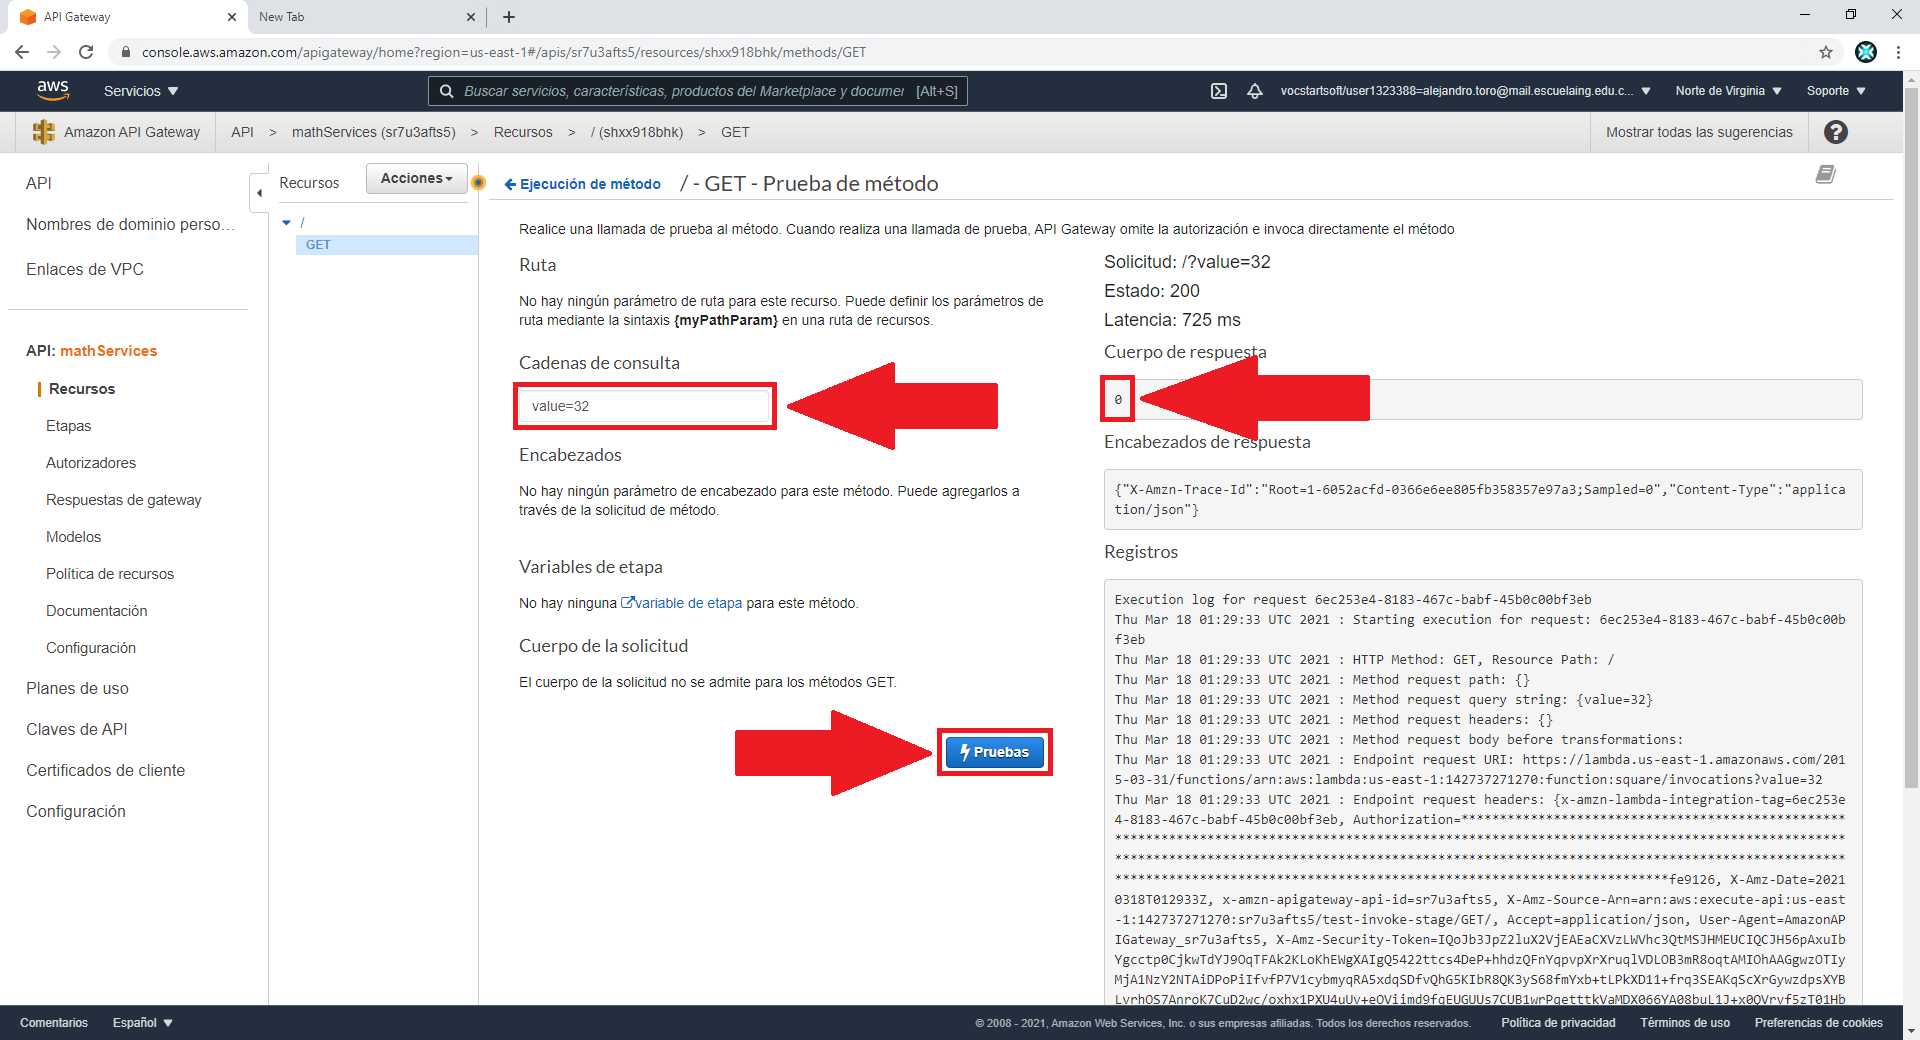 API Gateway
New Tab
console.aws.amazon.com/apigateway/home?region=us-east-1#/apis/sr7u3afts5/resources/shxx918bhk/methods/GET
aws
Servicios
Buscar servicios, características, productos del Marketplace y documer [Alt+S]
vocstartsoft/user1323388=alejandro.toro@mail.escuelaing.edu.c...
Norte de Virginia
Soporte
Amazon API Gateway
API > mathServices (sr7u3afts5) > Recursos > / (shxx918bhk) > GET
Mostrar todas las sugerencias
?
API
Nombres de dominio perso...
Enlaces de VPC
API: mathServices
Recursos
Etapas
Autorizadores
Respuestas de gateway
Modelos
Política de recursos
Documentación
Configuración
Planes de uso
Claves de API
Certificados de cliente
Configuración
Recursos
Acciones
/
GET
Ejecución de método
/ - GET - Prueba de método
Realice una llamada de prueba al método. Cuando realiza una llamada de prueba, API Gateway omite la autorización e invoca directamente el método
Ruta
No hay ningún parámetro de ruta para este recurso. Puede definir los parámetros de
ruta mediante la sintaxis {myPathParam} en una ruta de recursos.
Cadenas de consulta
value=32
Encabezados
No hay ningún parámetro de encabezado para este método. Puede agregarlos a
través de la solicitud de método.
Variables de etapa
No hay ninguna variable de etapa para este método.
Cuerpo de la solicitud
El cuerpo de la solicitud no se admite para los métodos GET.
Pruebas
Solicitud: /?value=32
Estado: 200
Latencia: 725 ms
Cuerpo de respuesta
0
Encabezados de respuesta
{"X-Amzn-Trace-Id":"Root=1-6052acfd-0366e6ee805fb358357e97a3;Sampled=0","Content-Type":"applica
tion/json"}
Registros
Execution log for request 6ec253e4-8183-467c-babf-45b0c00bf3eb
Thu Mar 18 01:29:33 UTC 2021 : Starting execution for request: 6ec253e4-8183-467c-babf-45b0c00b
f3eb
Thu Mar 18 01:29:33 UTC 2021 : HTTP Method: GET, Resource Path: /
Thu Mar 18 01:29:33 UTC 2021 : Method request path: {}
Thu Mar 18 01:29:33 UTC 2021 : Method request query string: {value=32}
Thu Mar 18 01:29:33 UTC 2021 : Method request headers: {}
Thu Mar 18 01:29:33 UTC 2021 : Method request body before transformations:
Thu Mar 18 01:29:33 UTC 2021 : Endpoint request URI: https://lambda.us-east-1.amazonaws.com/201
5-03-31/functions/arn:aws:lambda:us-east-1:142737271270:function:square/invocations?value=32
Thu Mar 18 01:29:33 UTC 2021 : Endpoint request headers: {x-amzn-lambda-integration-tag=6ec253e
4-8183-467c-babf-45b0c00bf3eb, Authorization=************************************************
***********************************************************************************************
***********************************************************************************************
************************************************************************fe9126, X-Amz-Date=2021
0318T012933Z, x-amzn-apigateway-api-id=sr7u3afts5, X-Amz-Source-Arn=arn:aws:execute-api:us-east
-1:142737271270:sr7u3afts5/test-invoke-stage/GET/, Accept=application/json, User-Agent=AmazonAP
IGateway_sr7u3afts5, X-Amz-Security-Token=IQoJb3JpZ2luX2VjEAEaCXVzLWVhc3QtMSJHMEUCIQCJH56pAxuIb
Ygcctp0CjkwTdYJ9OqTFAk2KLoKhEWgXAIgQ5422ttcs4DeP+hhdzQFnYqpvpXrXruqlVDLOB3mR8oqtAMIOhAAGgwzOTIy
MjA1NzY2NTAiDPoPiIfvfP7V1cybmyqRA5xdqSDfvQhG5KIbR8QK3yS68fmYxb+tLPkXD11+frq3SEAKqScXrGywzdpsXYB
LvrhOS7AnroK7CuD2wc/oxhx1PXU4uUv+eOViimd9fqEUGUUs7CUB1wrPqetttkVaMDX066YA08buL1J+x0QVrvf5zT01Hb
Comentarios
Español
© 2008 - 2021, Amazon Web Services, Inc. o sus empresas afiliadas. Todos los derechos reservados.
Política de privacidad
Términos de uso
Preferencias de cookies